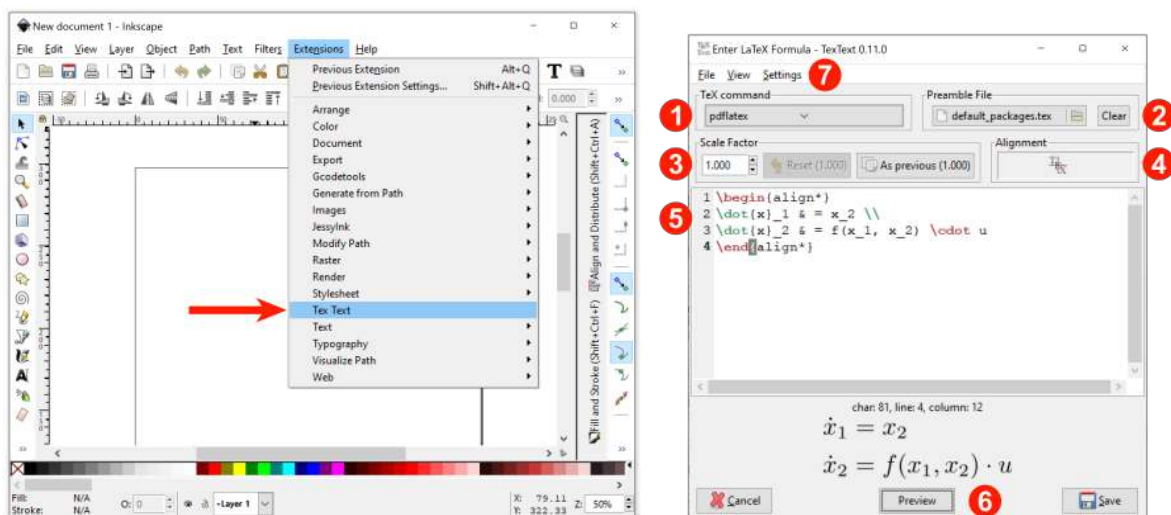 New document 1 - Inkscape
File Edit View Layer Object Path Text Filters Extensions Help
Previous Extension Alt+Q
Previous Extension Settings... Shift+Alt+Q
Arrange
Color
Document
Export
Gcodetools
Generate from Path
Images
JessyInk
Modify Path
Raster
Render
Stylesheet
Tex Text
Text
Typography
Visualize Path
Web
0.000
Align and Distribute (Shift+Ctrl+A)
Fill and Stroke (Shift+Ctrl+F)
Fill: N/A
Stroke: N/A
O: 0
-Layer 1
X: 79.11
Y: 322.33
Z: 50%
Enter LaTeX Formula - TexText 0.11.0
File View Settings 7
TeX command
1 pdflatex
Preamble File
default_packages.tex Clear 2
Scale Factor
3 1.000 Reset (1.000) As previous (1.000)
Alignment
4
5
1 \begin{align*}
2 \dot{x}_1 & = x_2 \\
3 \dot{x}_2 & = f(x_1, x_2) \cdot u
4 \end{align*}
char: 81, line: 4, column: 12
ẋ₁ = x₂
ẋ₂ = f(x₁, x₂) · u
Cancel Preview 6 Save